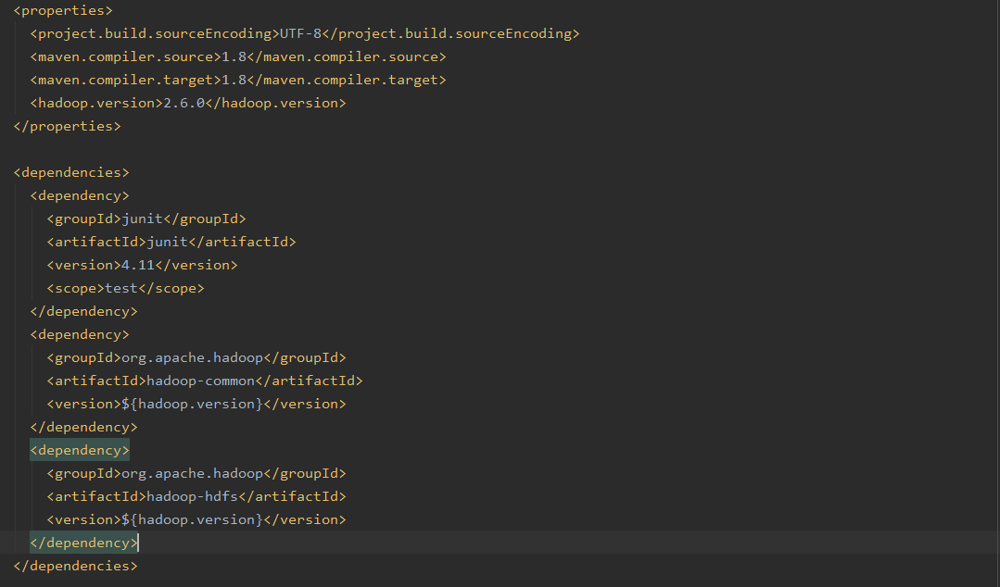 <properties>
<project.build.sourceEncoding>UTF-8</project.build.sourceEncoding>
<maven.compiler.source>1.8</maven.compiler.source>
<maven.compiler.target>1.8</maven.compiler.target>
<hadoop.version>2.6.0</hadoop.version>
</properties>
<dependencies>
<dependency>
<groupId>junit</groupId>
<artifactId>junit</artifactId>
<version>4.11</version>
<scope>test</scope>
</dependency>
<dependency>
<groupId>org.apache.hadoop</groupId>
<artifactId>hadoop-common</artifactId>
<version>${hadoop.version}</version>
</dependency>
<dependency>
<groupId>org.apache.hadoop</groupId>
<artifactId>hadoop-hdfs</artifactId>
<version>${hadoop.version}</version>
</dependency>
</dependencies>